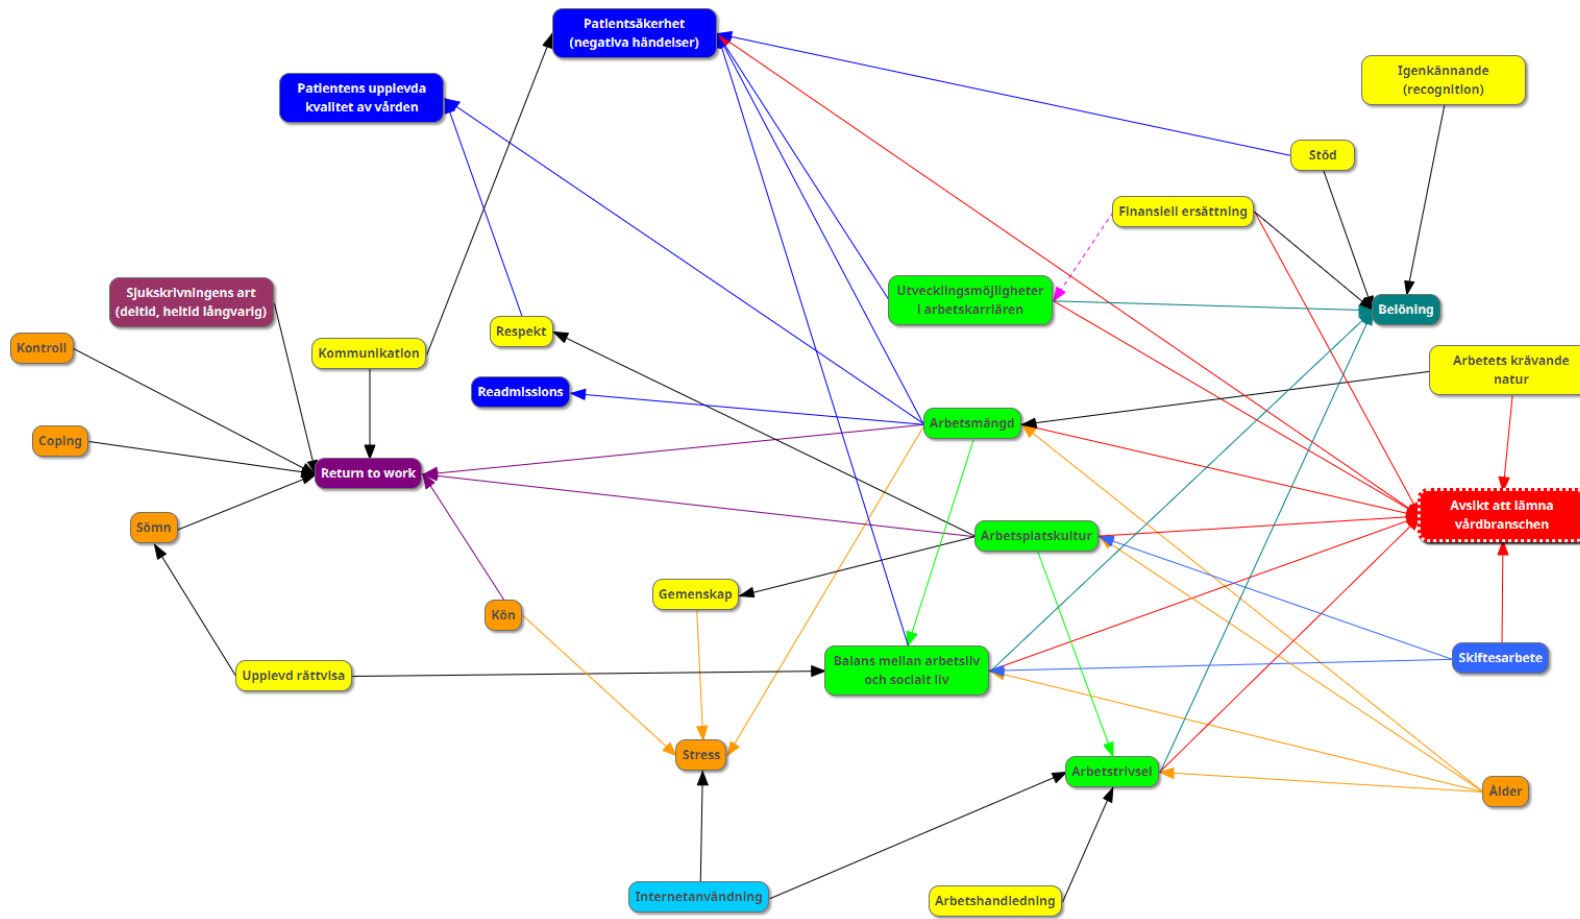 Patientsäkerhet
(negativa händelser)
Patientens upplevda
kvalitet av vården
Igenkännande
(recognition)
Stöd
Finansiell ersättning
Sjukskrivningens art
(deltid, heltid långvarig)
Utvecklingsmöjligheter
i arbetskarriären
Belöning
Respekt
Kontroll
Kommunikation
Arbetets krävande
natur
Readmissions
Arbetsmängd
Coping
Return to work
Avsikt att lämna
vårdbranschen
Sömn
Arbetsplatskultur
Gemenskap
Kön
Skiftesarbete
Balans mellan arbetsliv
och socialt liv
Upplevd rättvisa
Stress
Arbetstrivsel
Ålder
Internetanvändning
Arbetshandledning